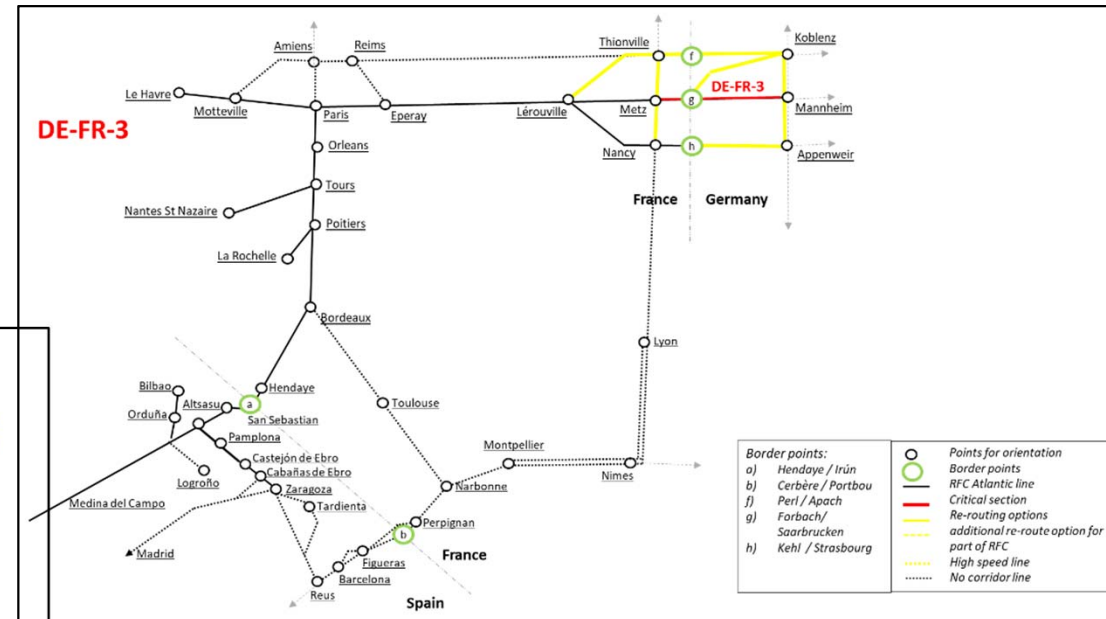 DE-FR-3
Amiens
Reims
Thionville
f
Koblenz
Le Havre
Motteville
Paris
Eperay
Lérouville
Metz
g
DE-FR-3
Mannheim
Orleans
Nancy
h
Appenweir
Tours
Nantes St Nazaire
France
Germany
Poitiers
La Rochelle
Bordeaux
Lyon
Bilbao
Altsasu
a
Hendaye
Orduña
San Sebastian
Toulouse
Pamplona
Montpellier
Castejón de Ebro
Logroño
Cabañas de Ebro
Nimes
Medina del Campo
Zaragoza
Narbonne
Tardienta
Perpignan
Madrid
b
France
Figueras
Barcelona
Reus
Spain
Border points:
a) Hendaye / Irún
b) Cerbère / Portbou
f) Perl / Apach
g) Forbach/
Saarbrucken
h) Kehl / Strasbourg
Points for orientation
Border points
RFC Atlantic line
Critical section
Re-routing options
additional re-route option for
part of RFC
High speed line
No corridor line